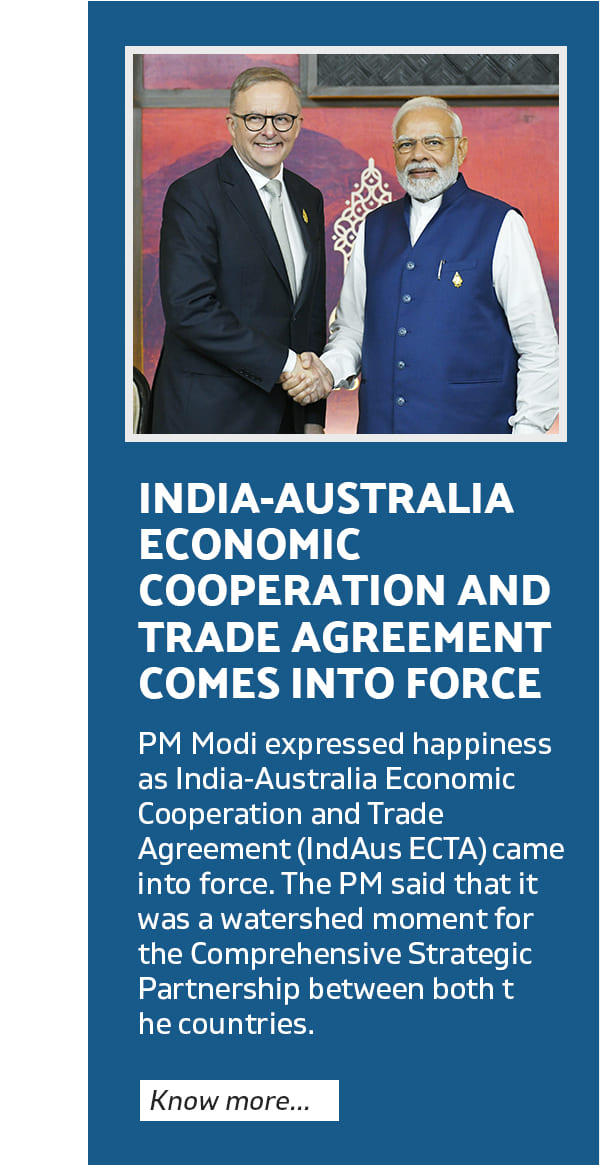 INDIA-AUSTRALIA
ECONOMIC
COOPERATION AND
TRADE AGREEMENT
COMES INTO FORCE
PM Modi expressed happiness
as India-Australia Economic
Cooperation and Trade
Agreement (IndAus ECTA) came
into force. The PM said that it
was a watershed moment for
the Comprehensive Strategic
Partnership between both t
he countries.
Know more...